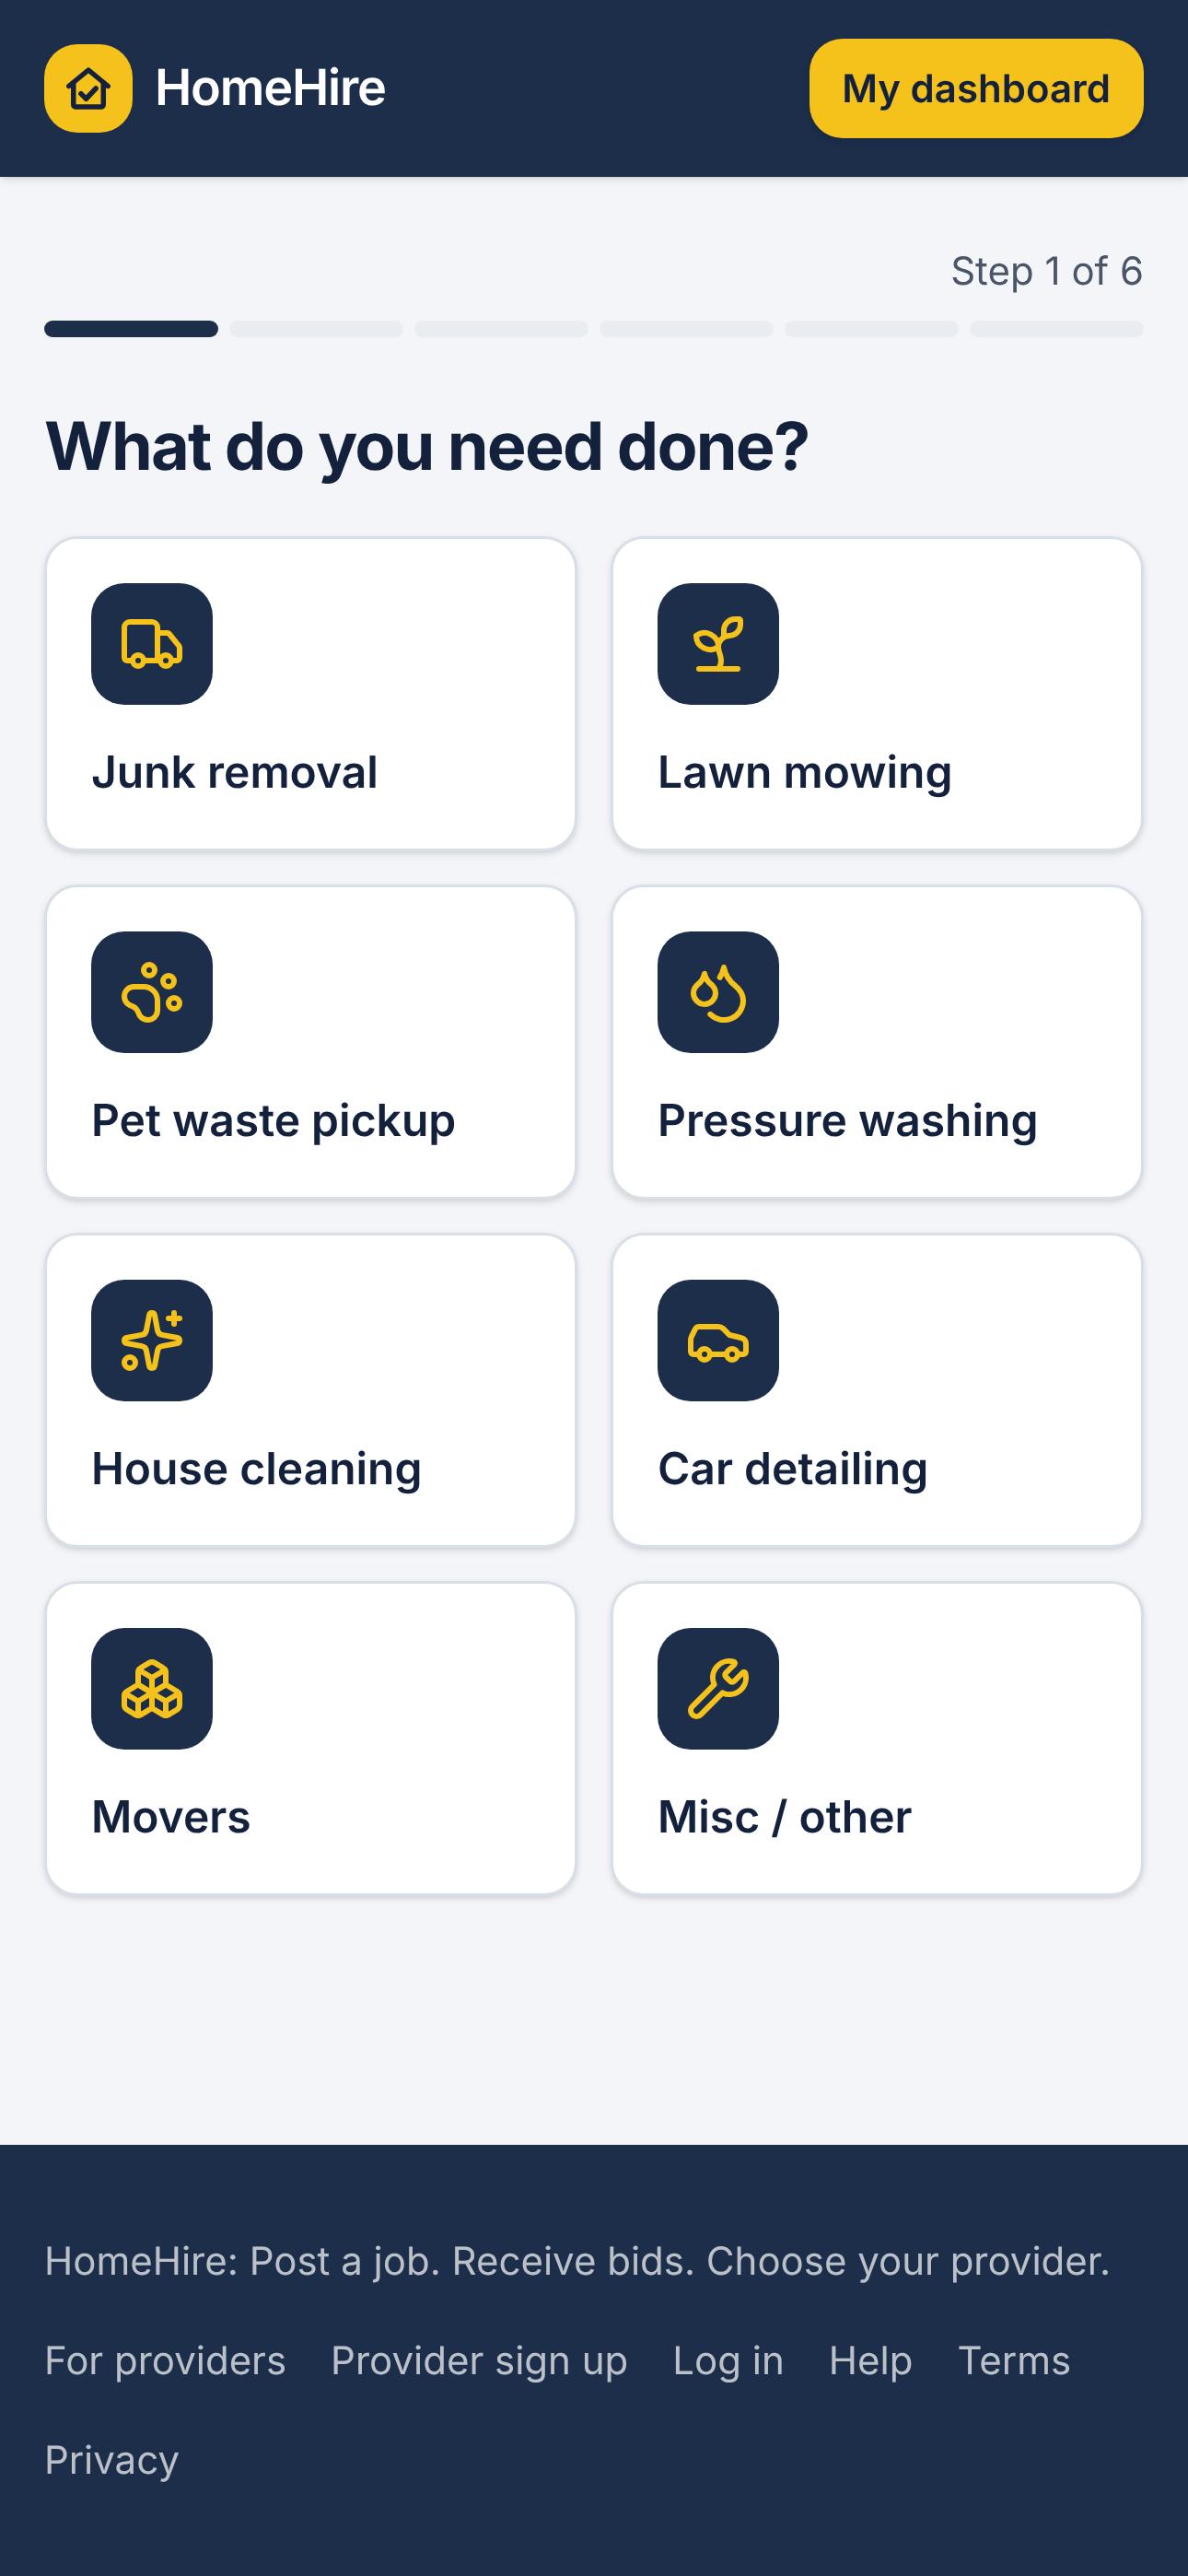 HomeHire
My dashboard
Step 1 of 6
What do you need done?
Junk removal
Lawn mowing
Pet waste pickup
Pressure washing
House cleaning
Car detailing
Movers
Misc / other
HomeHire: Post a job. Receive bids. Choose your provider.
For providers Provider sign up Log in Help Terms
Privacy